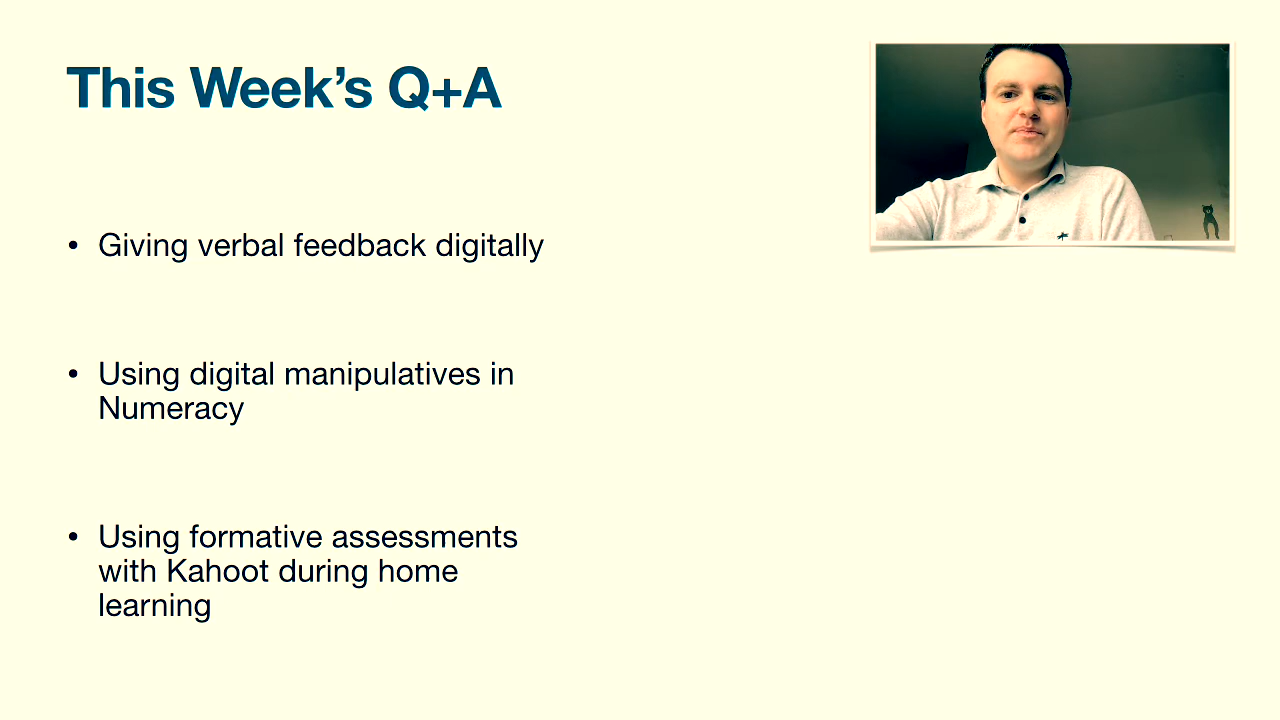 This Week’s Q+A
• Giving verbal feedback digitally
• Using digital manipulatives in
Numeracy
• Using formative assessments
with Kahoot during home
learning